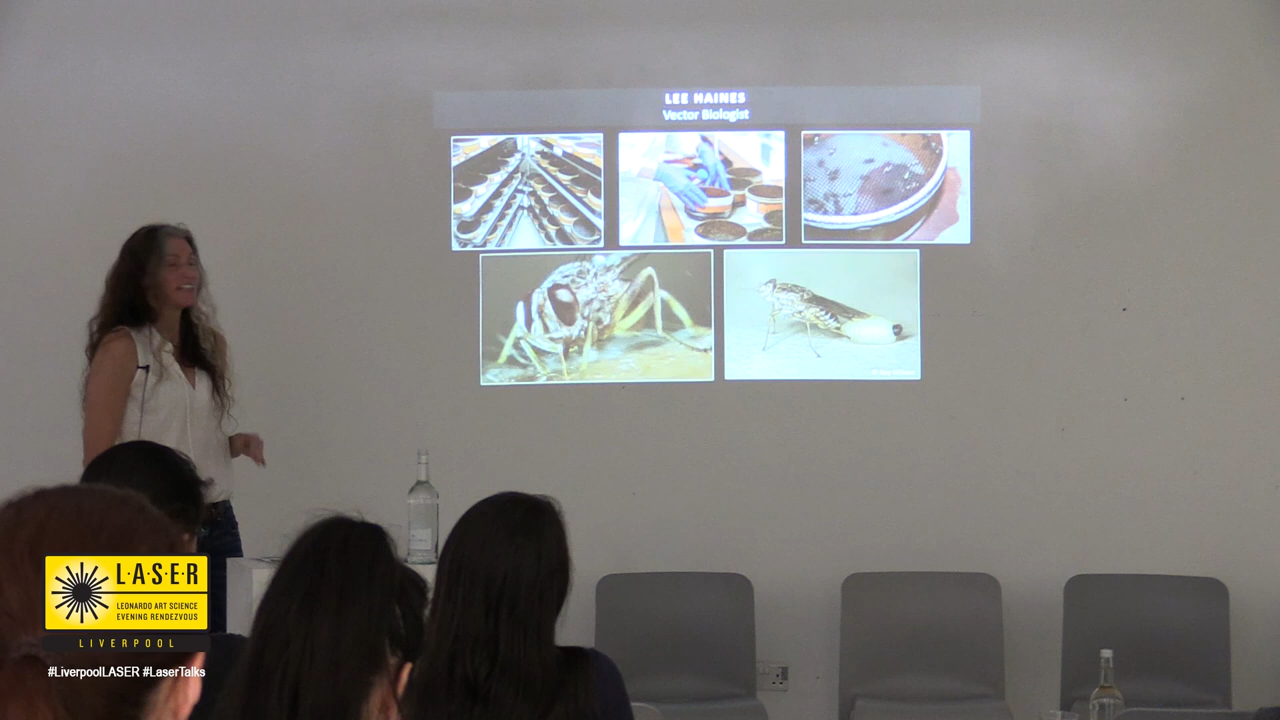 LEE HAINES
Vector Biologist
L·A·S·E·R
LEONARDO ART SCIENCE
EVENING RENDEZVOUS
LIVERPOOL
#LiverpoolLASER #LaserTalks